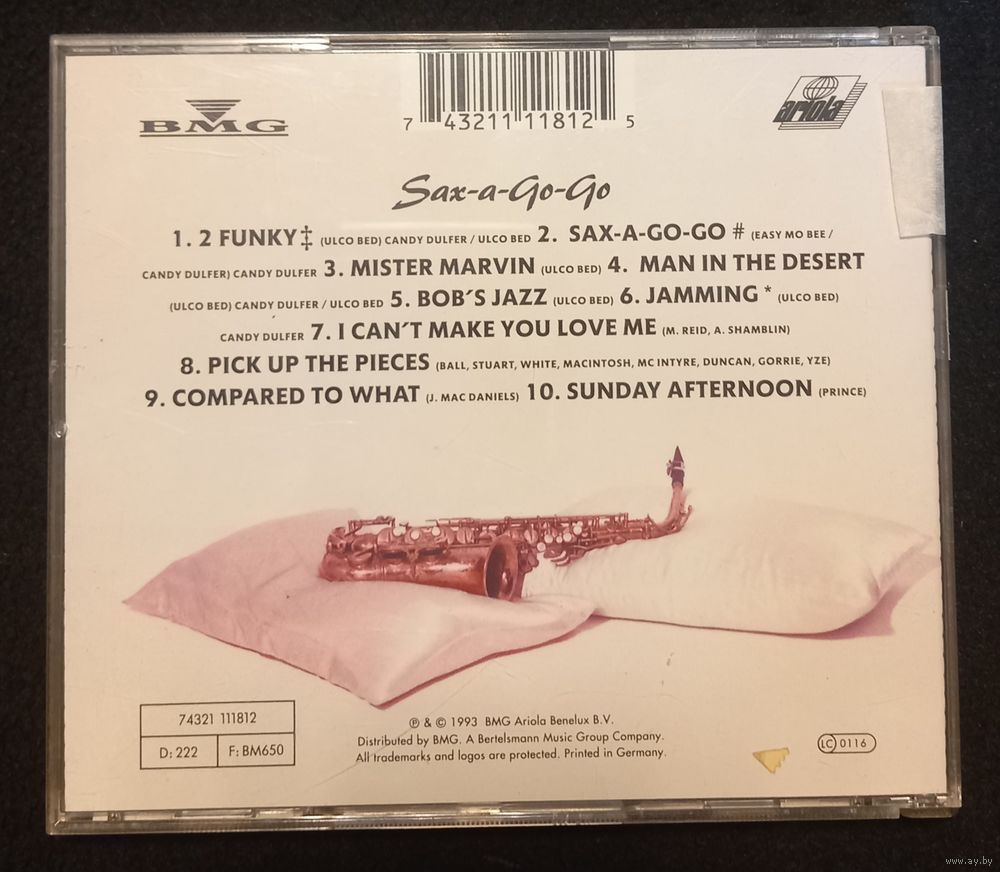 BMG
7 43211 11812 5
ariola
Sax-a-Go-Go
1. 2 FUNKY‡ (ULCO BED) CANDY DULFER / ULCO BED 2. SAX-A-GO-GO # (EASY MO BEE /
CANDY DULFER) CANDY DULFER 3. MISTER MARVIN (ULCO BED) 4. MAN IN THE DESERT
(ULCO BED) CANDY DULFER / ULCO BED 5. BOB´S JAZZ (ULCO BED) 6. JAMMING * (ULCO BED)
CANDY DULFER 7. I CAN´T MAKE YOU LOVE ME (M. REID, A. SHAMBLIN)
8. PICK UP THE PIECES (BALL, STUART, WHITE, MACINTOSH, MC INTYRE, DUNCAN, GORRIE, YZE)
9. COMPARED TO WHAT (J. MAC DANIELS) 10. SUNDAY AFTERNOON (PRINCE)
74321 111812
D: 222 F: BM650
℗ & © 1993 BMG Ariola Benelux B.V.
Distributed by BMG. A Bertelsmann Music Group Company.
All trademarks and logos are protected. Printed in Germany.
LC 0116
www.ay.by